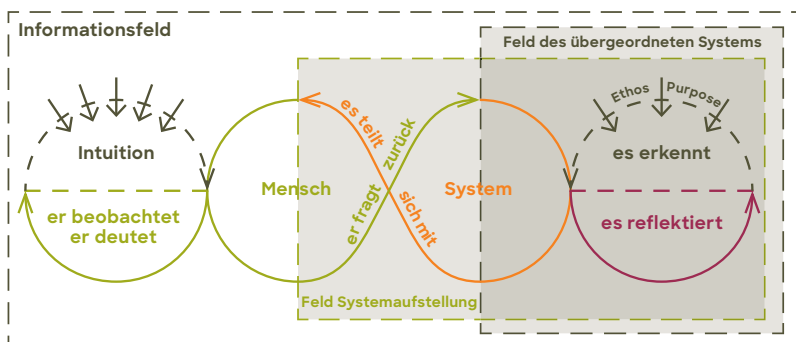 Informationsfeld
Feld des übergeordneten Systems
Ethos Purpose
Intuition
es erkennt
es teilt
zurück
Mensch
System
er beobachtet
er deutet
er fragt
sich mit
es reflektiert
Feld Systemaufstellung